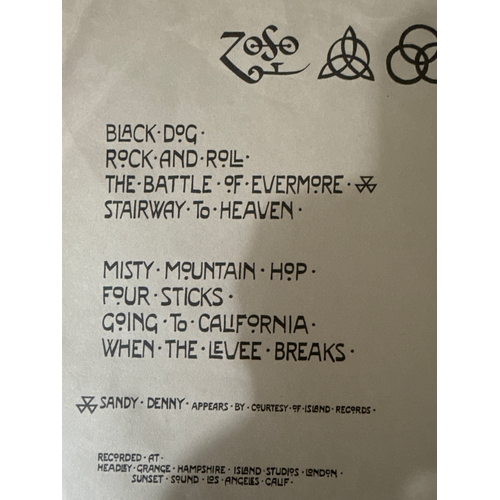 ZOSO
BLACK·DOG·
ROCK·AND·ROLL·
THE·BATTLE·OF·EVERMORE·
STAIRWAY·TO·HEAVEN·
MISTY·MOUNTAIN·HOP·
FOUR·STICKS·
GOING·TO·CALIFORNIA·
WHEN·THE·LEVEE·BREAKS·
SANDY·DENNY·APPEARS·BY·COURTESY·OF·ISLAND·RECORDS·
RECORDED·AT·
HEADLEY·GRANGE·HAMPSHIRE·ISLAND·STUDIOS·LONDON·
SUNSET·SOUND·LOS·ANGELES·CALIF·